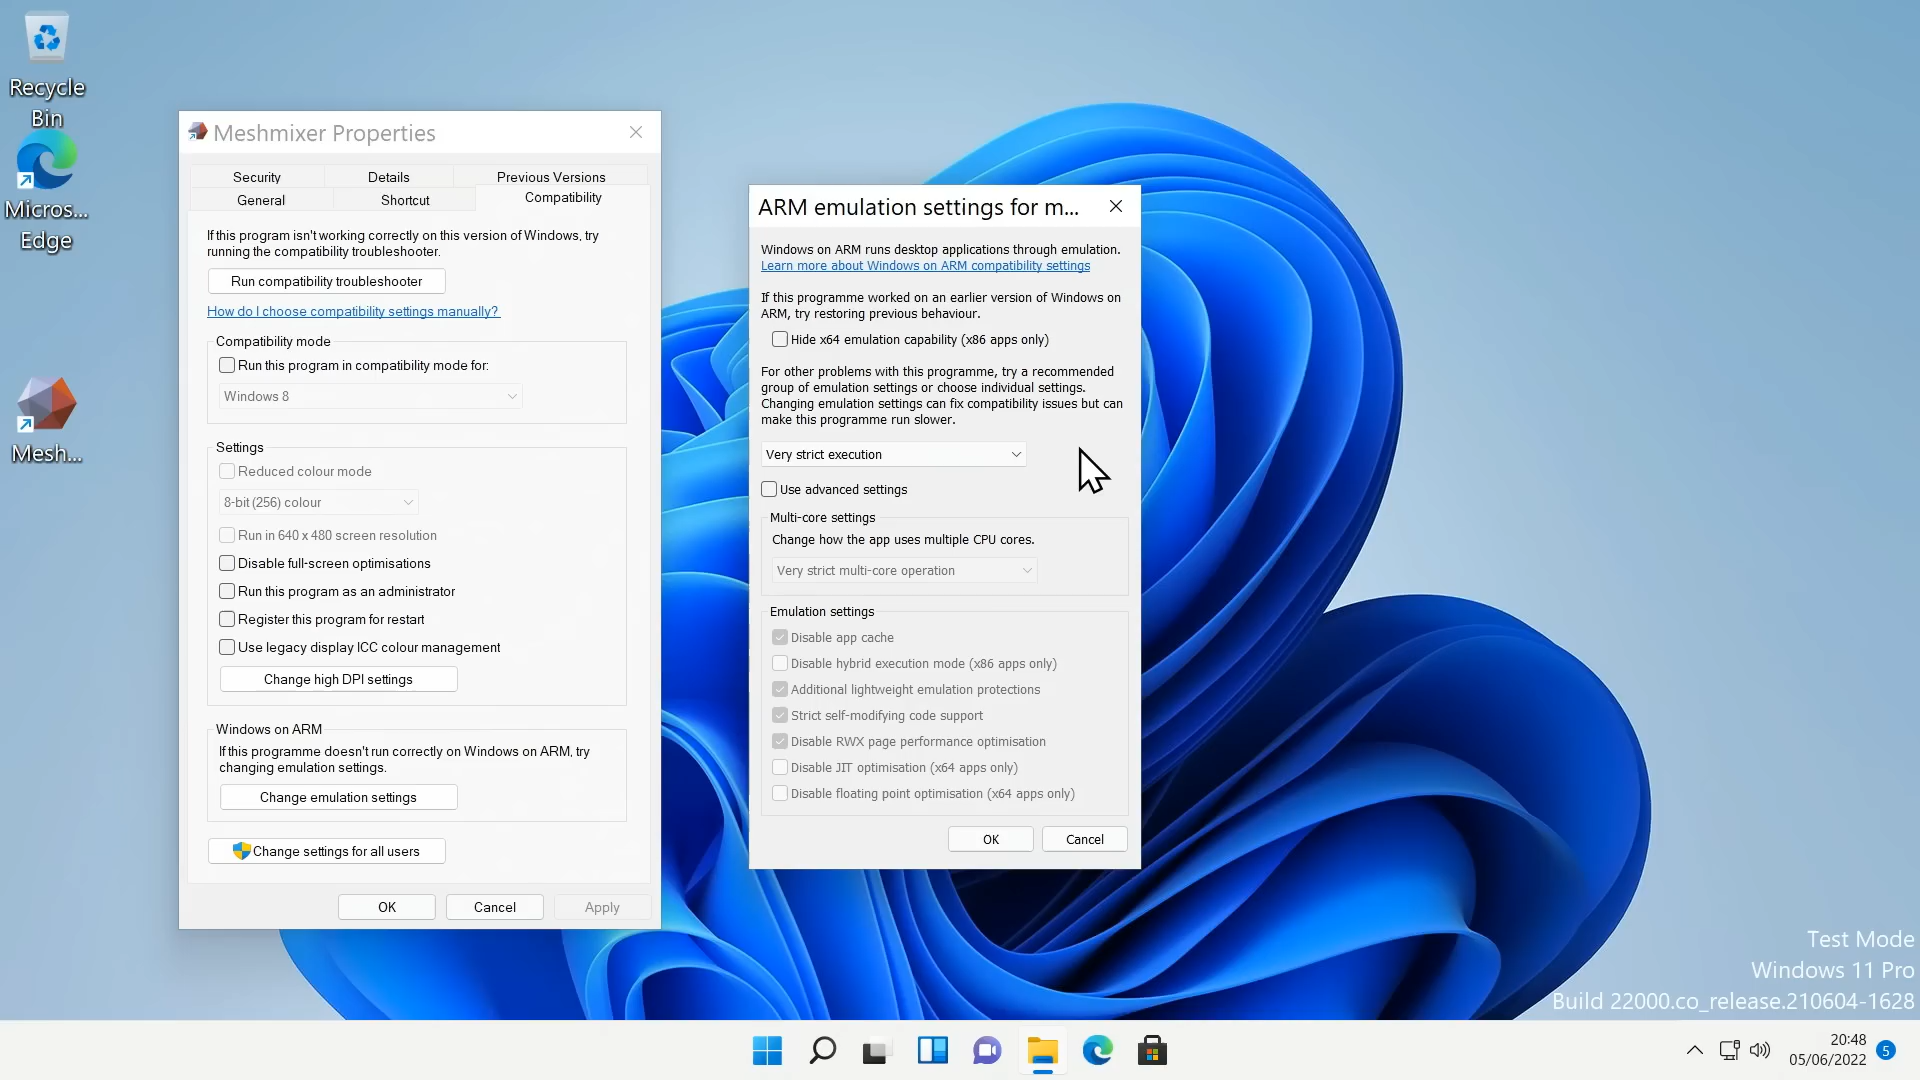 Recycle
Bin
Micros...
Edge
Mesh...
Meshmixer Properties
Security
Details
Previous Versions
General
Shortcut
Compatibility
If this program isn't working correctly on this version of Windows, try
running the compatibility troubleshooter.
Run compatibility troubleshooter
How do I choose compatibility settings manually?
Compatibility mode
Run this program in compatibility mode for:
Windows 8
Settings
Reduced colour mode
8-bit (256) colour
Run in 640 x 480 screen resolution
Disable full-screen optimisations
Run this program as an administrator
Register this program for restart
Use legacy display ICC colour management
Change high DPI settings
Windows on ARM
If this programme doesn't run correctly on Windows on ARM, try
changing emulation settings.
Change emulation settings
Change settings for all users
OK
Cancel
Apply
ARM emulation settings for m...
Windows on ARM runs desktop applications through emulation.
Learn more about Windows on ARM compatibility settings
If this programme worked on an earlier version of Windows on
ARM, try restoring previous behaviour.
Hide x64 emulation capability (x86 apps only)
For other problems with this programme, try a recommended
group of emulation settings or choose individual settings.
Changing emulation settings can fix compatibility issues but can
make this programme run slower.
Very strict execution
Use advanced settings
Multi-core settings
Change how the app uses multiple CPU cores.
Very strict multi-core operation
Emulation settings
Disable app cache
Disable hybrid execution mode (x86 apps only)
Additional lightweight emulation protections
Strict self-modifying code support
Disable RWX page performance optimisation
Disable JIT optimisation (x64 apps only)
Disable floating point optimisation (x64 apps only)
OK
Cancel
Test Mode
Windows 11 Pro
Build 22000.co_release.210604-1628
20:48
05/06/2022
5